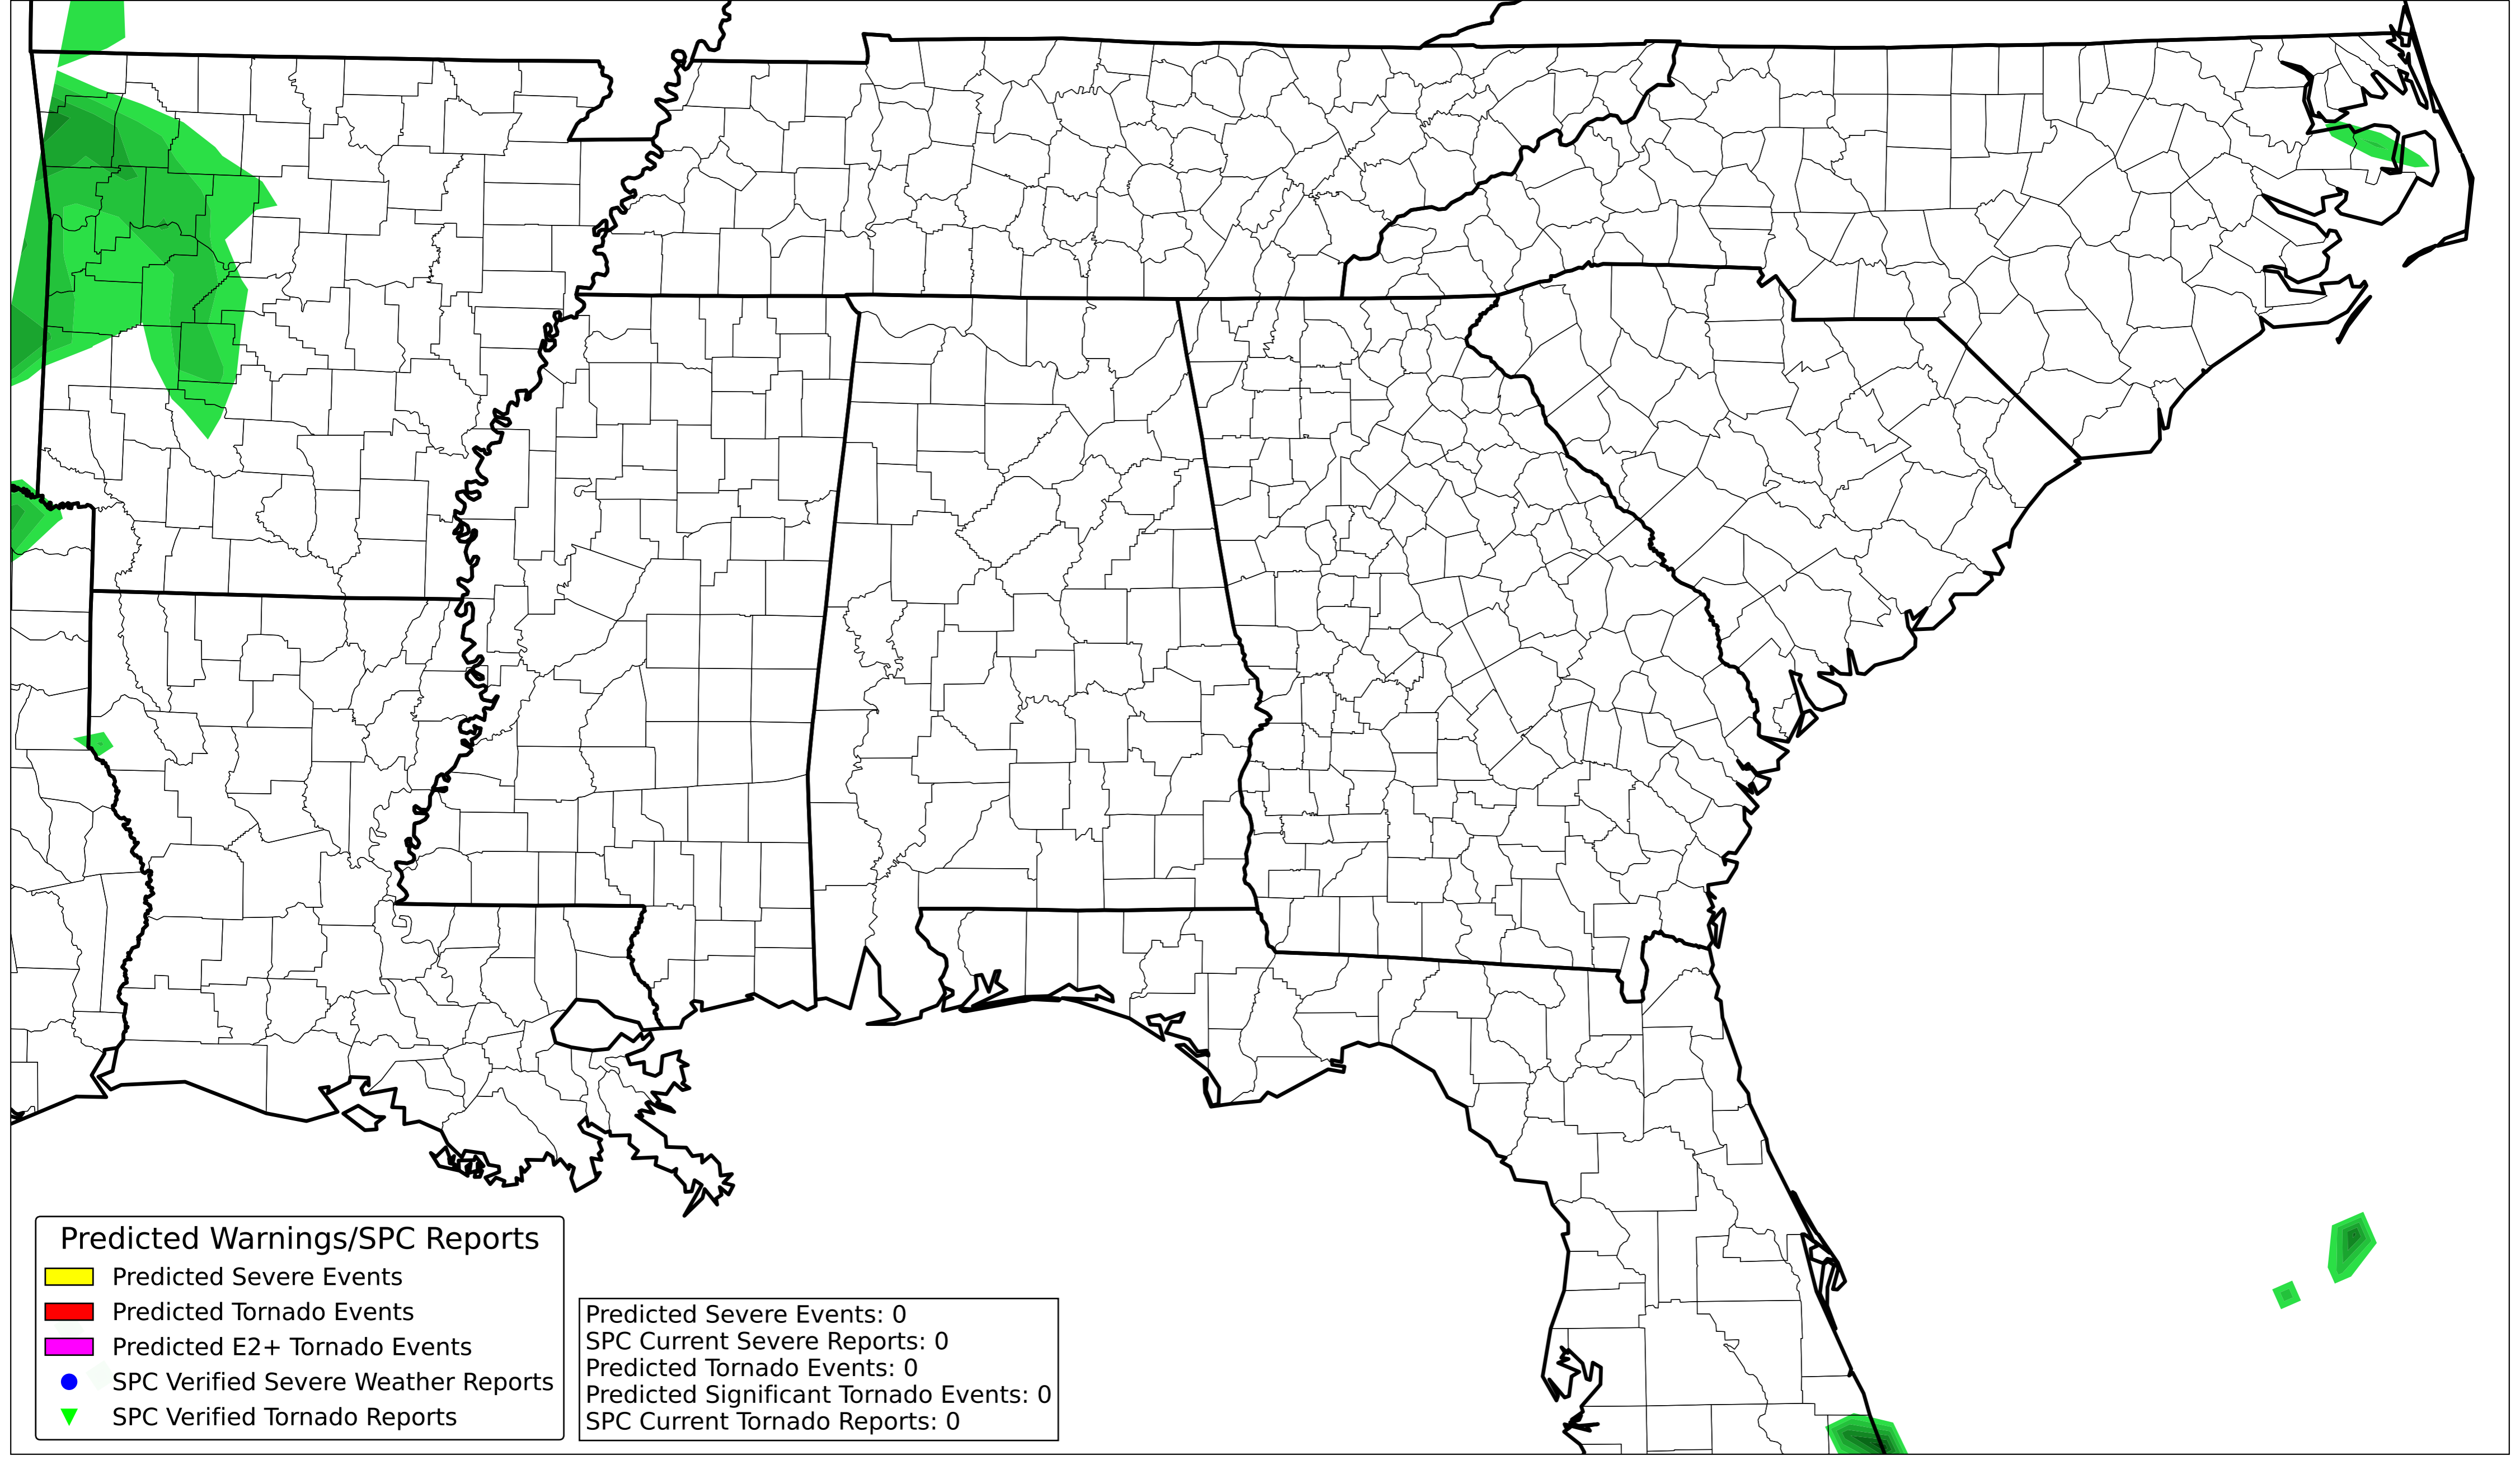 Predicted Warnings/SPC Reports
Predicted Severe Events
Predicted Tornado Events
Predicted E2+ Tornado Events
SPC Verified Severe Weather Reports
SPC Verified Tornado Reports
Predicted Severe Events: 0
SPC Current Severe Reports: 0
Predicted Tornado Events: 0
Predicted Significant Tornado Events: 0
SPC Current Tornado Reports: 0